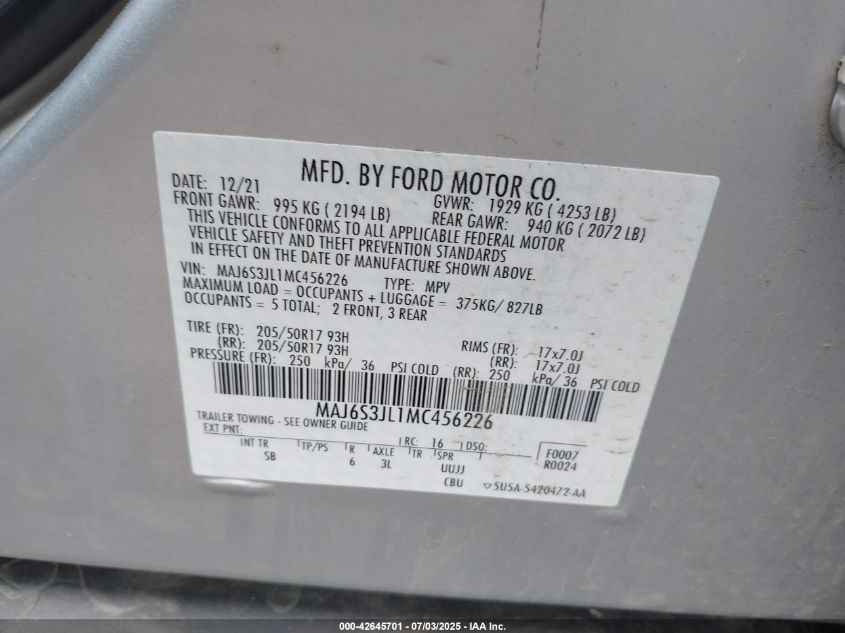 MFD. BY FORD MOTOR CO.
DATE: 12/21 GVWR: 1929 KG ( 4253 LB)
FRONT GAWR: 995 KG ( 2194 LB) REAR GAWR: 940 KG ( 2072 LB)
THIS VEHICLE CONFORMS TO ALL APPLICABLE FEDERAL MOTOR
VEHICLE SAFETY AND THEFT PREVENTION STANDARDS
IN EFFECT ON THE DATE OF MANUFACTURE SHOWN ABOVE.
VIN: MAJ6S3JL1MC456226 TYPE: MPV
MAXIMUM LOAD = OCCUPANTS + LUGGAGE = 375KG/ 827LB
OCCUPANTS = 5 TOTAL; 2 FRONT, 3 REAR
TIRE (FR): 205/50R17 93H RIMS (FR): 17x7.0J
(RR): 205/50R17 93H (RR): 17x7.0J
PRESSURE (FR): 250 kPa/ 36 PSI COLD (RR): 250 kPa/ 36 PSI COLD
MAJ6S3JL1MC456226
TRAILER TOWING - SEE OWNER GUIDE
EXT PNT: RC: 16 DSO: F0007
INT TR TP/PS R AXLE TR SPR R0024
SB 6 3L UUJJ
CBU 5U5A-5420472-AA
000-42645701 - 07/03/2025 - IAA Inc.